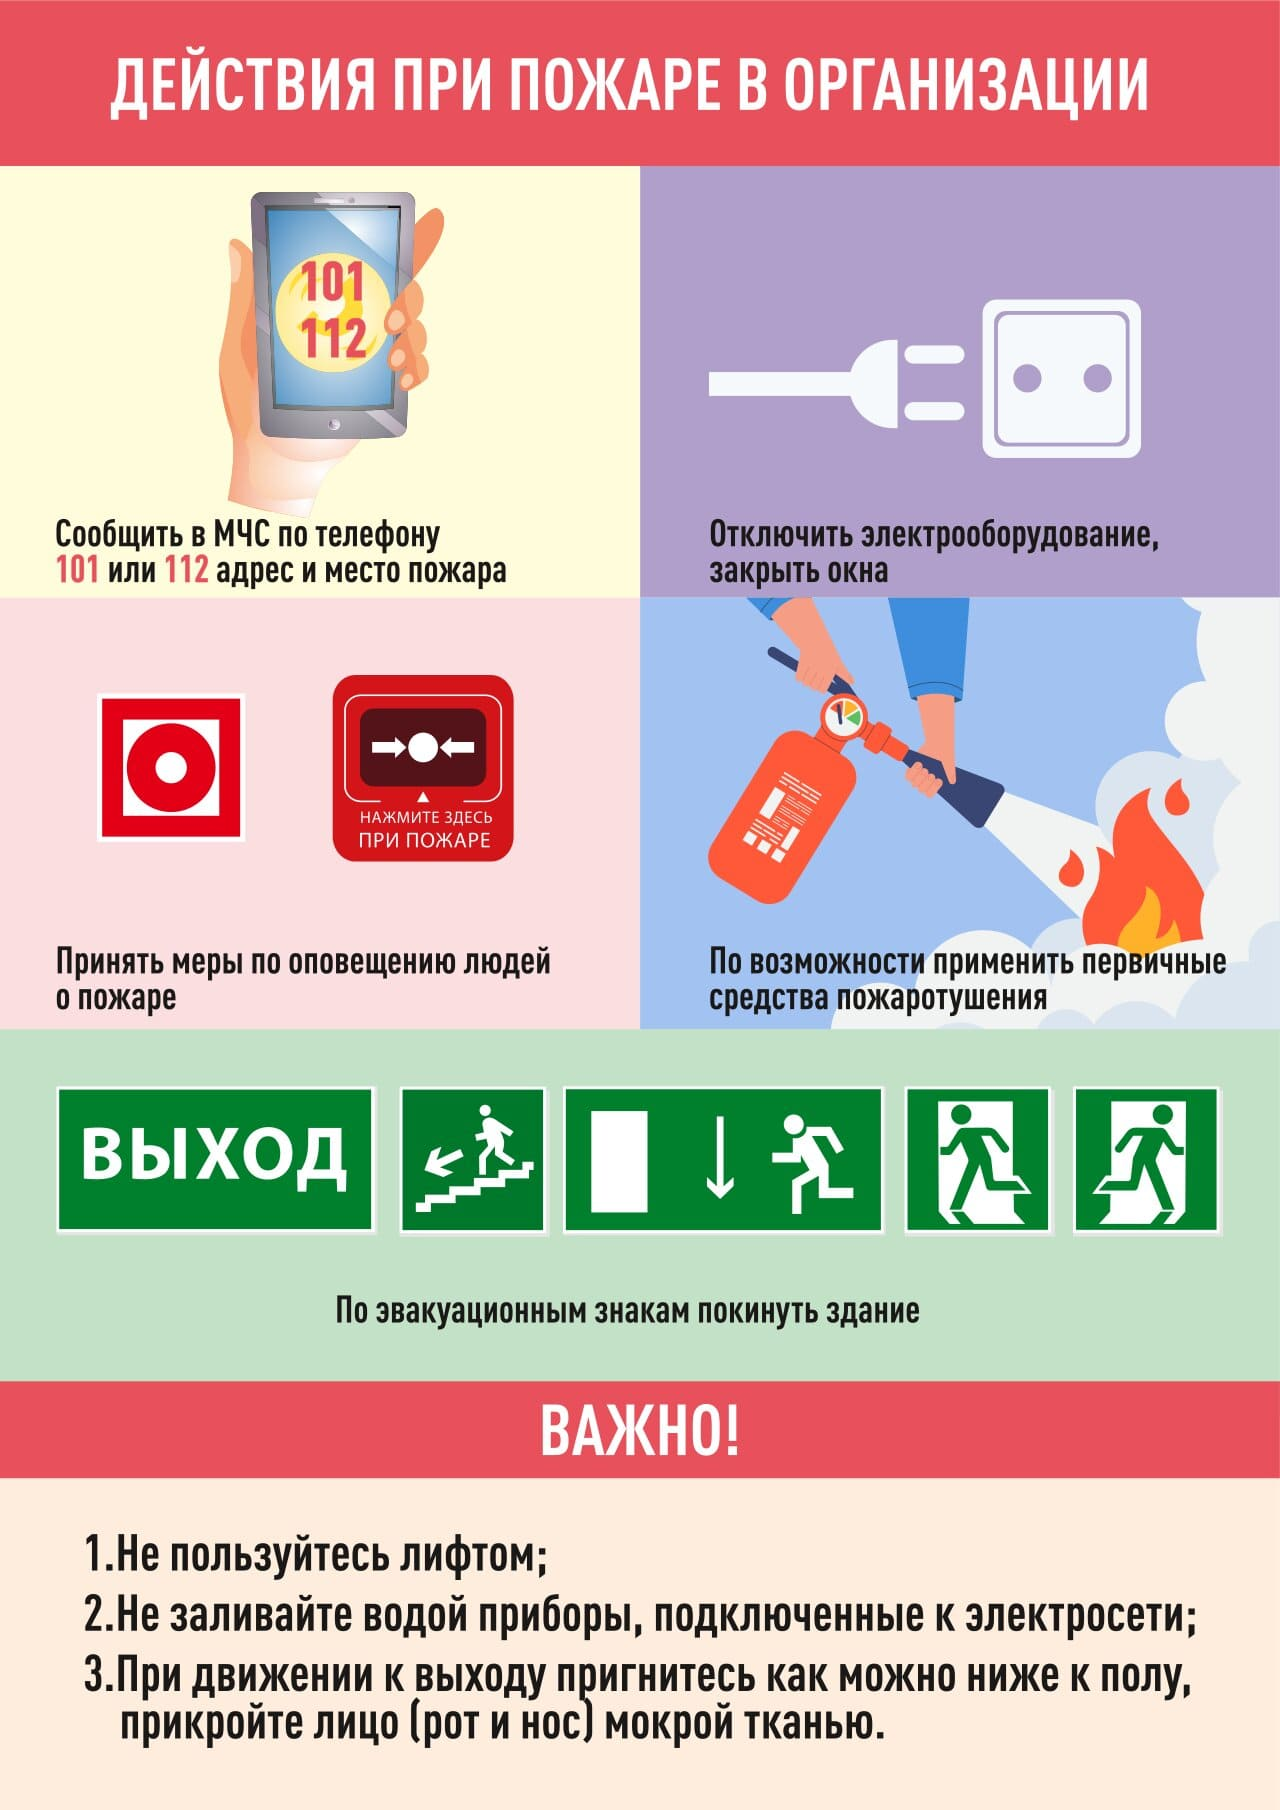 ДЕЙСТВИЯ ПРИ ПОЖАРЕ В ОРГАНИЗАЦИИ
101
112
Сообщить в МЧС по телефону
101 или 112 адрес и место пожара
Отключить электрооборудование,
закрыть окна
НАЖМИТЕ ЗДЕСЬ
ПРИ ПОЖАРЕ
Принять меры по оповещению людей
о пожаре
По возможности применить первичные
средства пожаротушения
ВЫХОД
По эвакуационным знакам покинуть здание
ВАЖНО!
1.Не пользуйтесь лифтом;
2.Не заливайте водой приборы, подключенные к электросети;
3.При движении к выходу пригнитесь как можно ниже к полу,
прикройте лицо (рот и нос) мокрой тканью.